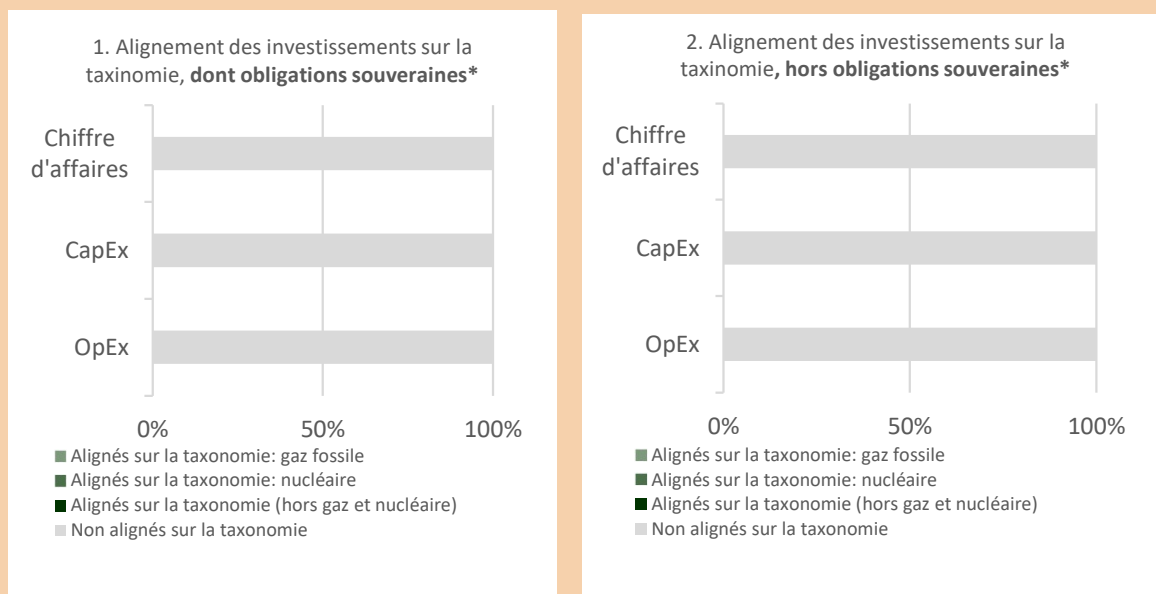 1. Alignement des investissements sur la
taxinomie, dont obligations souveraines*
Chiffre
d'affaires
CapEx
OpEx
0% 50% 100%
Alignés sur la taxonomie: gaz fossile
Alignés sur la taxonomie: nucléaire
Alignés sur la taxonomie (hors gaz et nucléaire)
Non alignés sur la taxonomie
2. Alignement des investissements sur la
taxinomie, hors obligations souveraines*
Chiffre
d'affaires
CapEx
OpEx
0% 50% 100%
Alignés sur la taxonomie: gaz fossile
Alignés sur la taxonomie: nucléaire
Alignés sur la taxonomie (hors gaz et nucléaire)
Non alignés sur la taxonomie